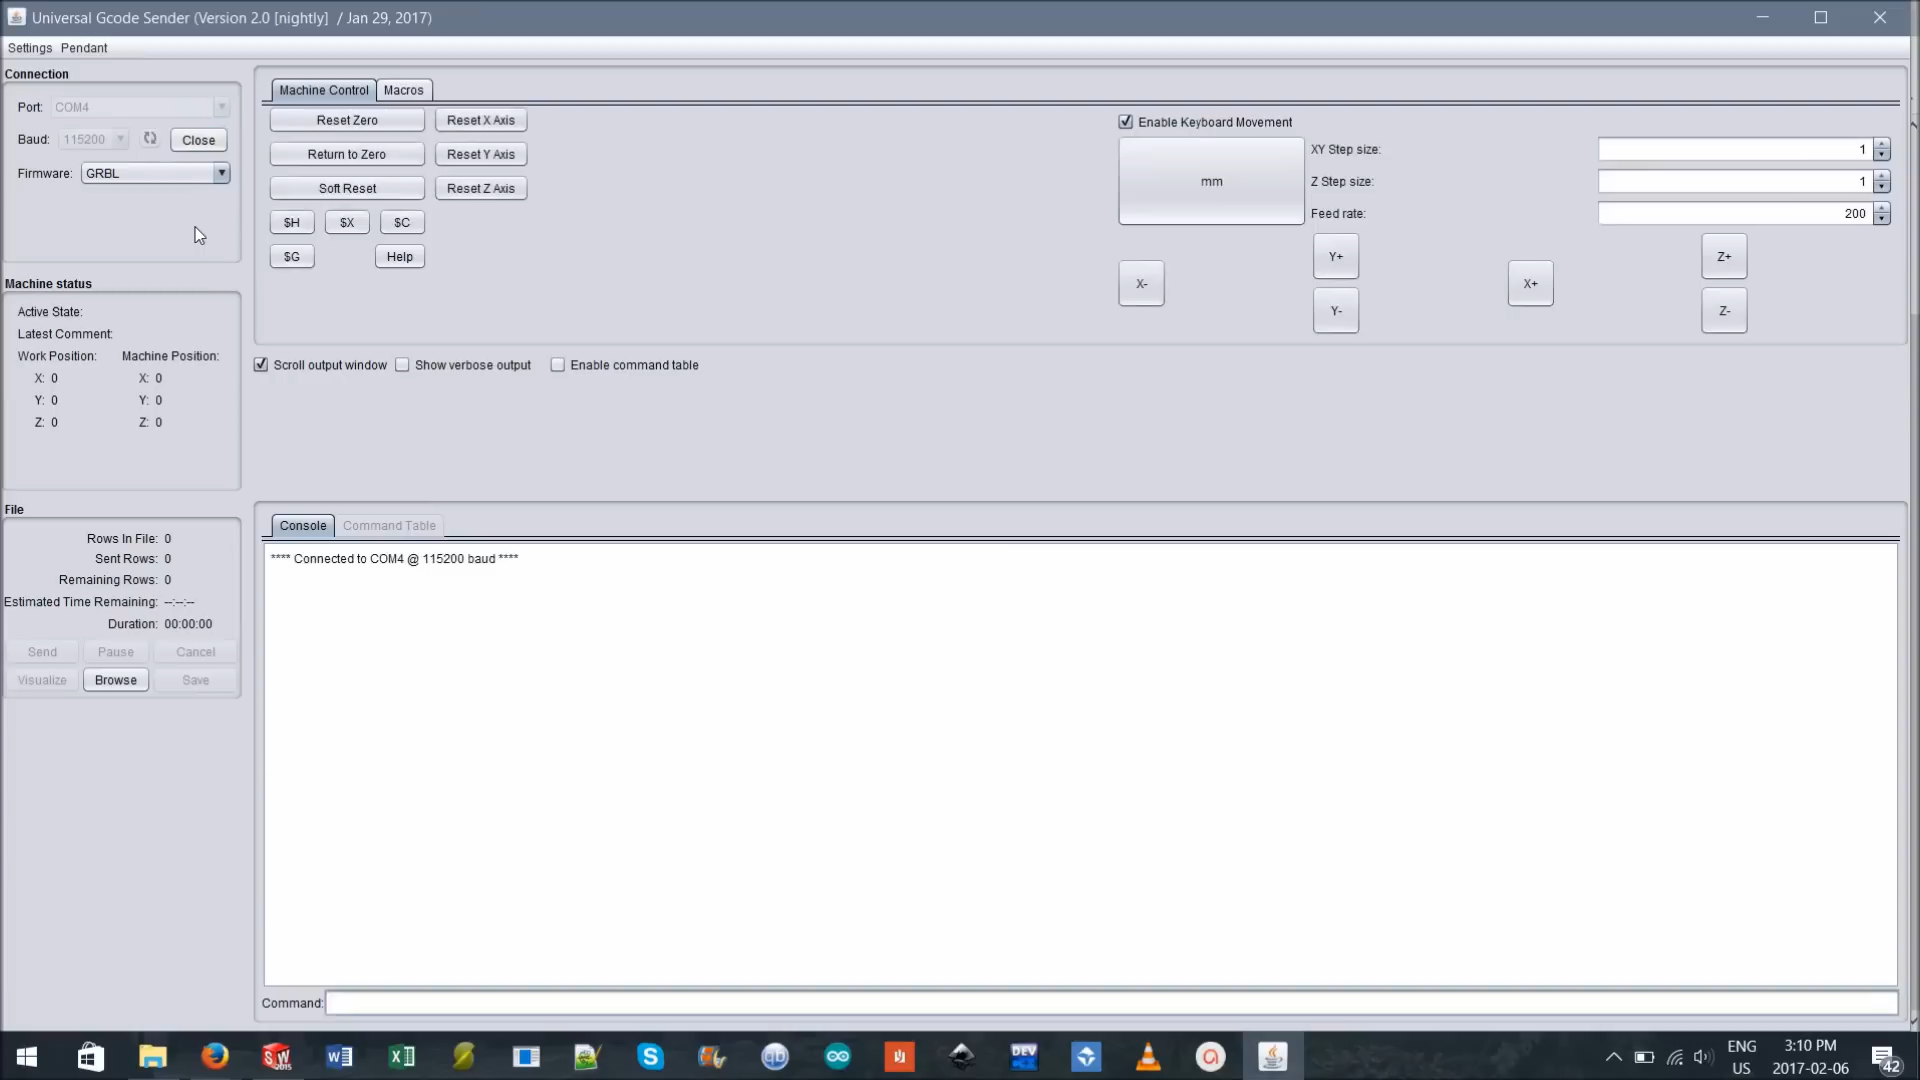 Universal Gcode Sender (Version 2.0 [nightly] / Jan 29, 2017)
Settings Pendant
Connection
Port: COM4
Baud: 115200 Close
Firmware: GRBL
Machine status
Active State:
Latest Comment:
Work Position: Machine Position:
X: 0 X: 0
Y: 0 Y: 0
Z: 0 Z: 0
File
Rows In File: 0
Sent Rows: 0
Remaining Rows: 0
Estimated Time Remaining: --:--:--
Duration: 00:00:00
Send Pause Cancel
Visualize Browse Save
Machine Control Macros
Reset Zero Reset X Axis
Return to Zero Reset Y Axis
Soft Reset Reset Z Axis
$H $X $C
$G Help
Enable Keyboard Movement
mm
XY Step size: 1
Z Step size: 1
Feed rate: 200
Y+ Z+
X- X+
Y- Z-
Scroll output window Show verbose output Enable command table
Console Command Table
**** Connected to COM4 @ 115200 baud ****
Command:
SW 2015
DEV
ENG
US
3:10 PM
2017-02-06
42